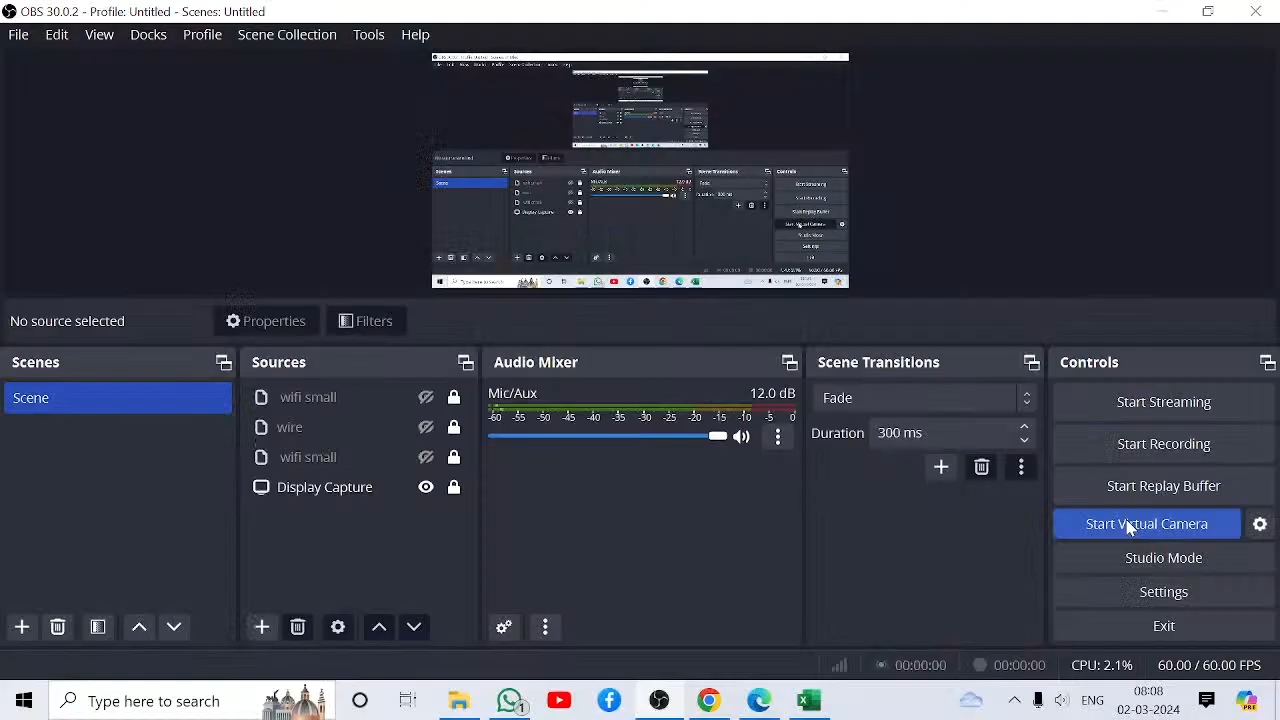 OBS 30.0.2 - Profile: Untitled - Scenes: Untitled
File Edit View Docks Profile Scene Collection Tools Help
No source selected Properties Filters
Scenes Sources Audio Mixer Scene Transitions Controls
Scene wifi small Mic/Aux 12.0 dB Fade Start Streaming
-60 -55 -50 -45 -40 -35 -30 -25 -20 -15 -10 -5 0
wire Duration 300 ms Start Recording
wifi small
Display Capture Start Replay Buffer
Start Virtual Camera
Studio Mode
Settings
Exit
00:00:00 00:00:00 CPU: 2.1% 60.00 / 60.00 FPS
Type here to search 1 ENG
02-03-2024